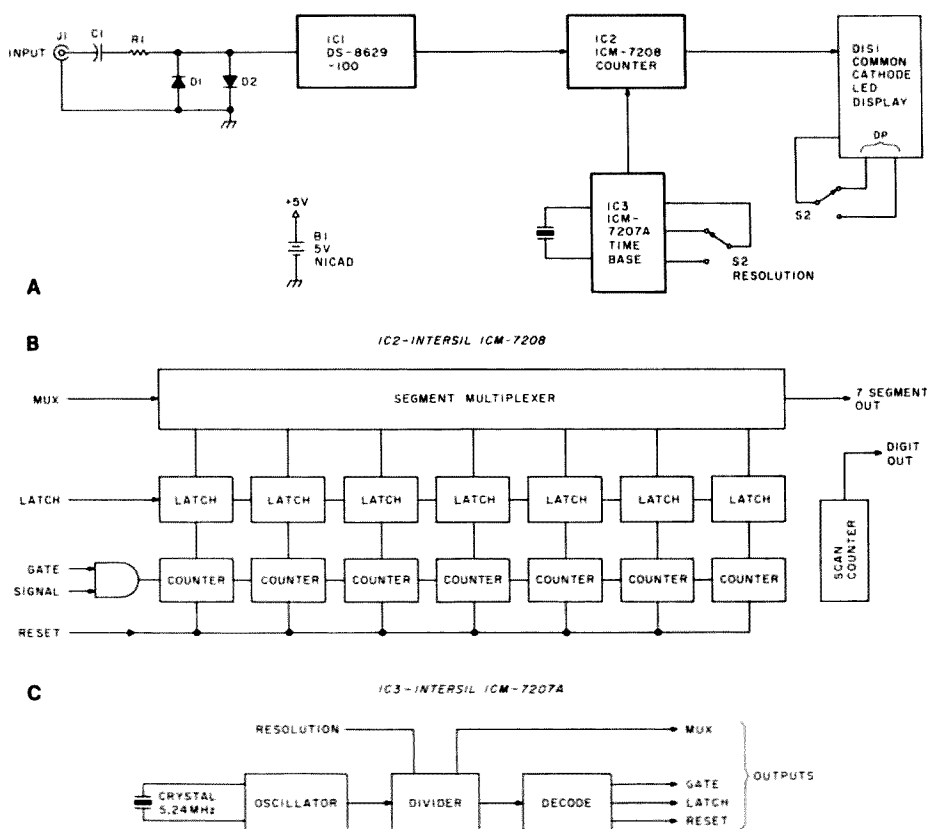 INPUT
J1
C1
R1
D1
D2
IC1
DS-8629
-100
IC2
ICM-7208
COUNTER
DIS1
COMMON
CATHODE
LED
DISPLAY
DP
S2
IC3
ICM-
7207A
TIME
BASE
S2
RESOLUTION
+5V
B1
5V
NICAD
A
B
IC2-INTERSIL ICM-7208
MUX
SEGMENT MULTIPLEXER
7 SEGMENT
OUT
DIGIT
OUT
LATCH
LATCH
LATCH
LATCH
LATCH
LATCH
LATCH
LATCH
SCAN
COUNTER
GATE
SIGNAL
COUNTER
COUNTER
COUNTER
COUNTER
COUNTER
COUNTER
COUNTER
RESET
C
IC3-INTERSIL ICM-7207A
RESOLUTION
MUX
CRYSTAL
5.24MHz
OSCILLATOR
DIVIDER
DECODE
GATE
LATCH
RESET
OUTPUTS